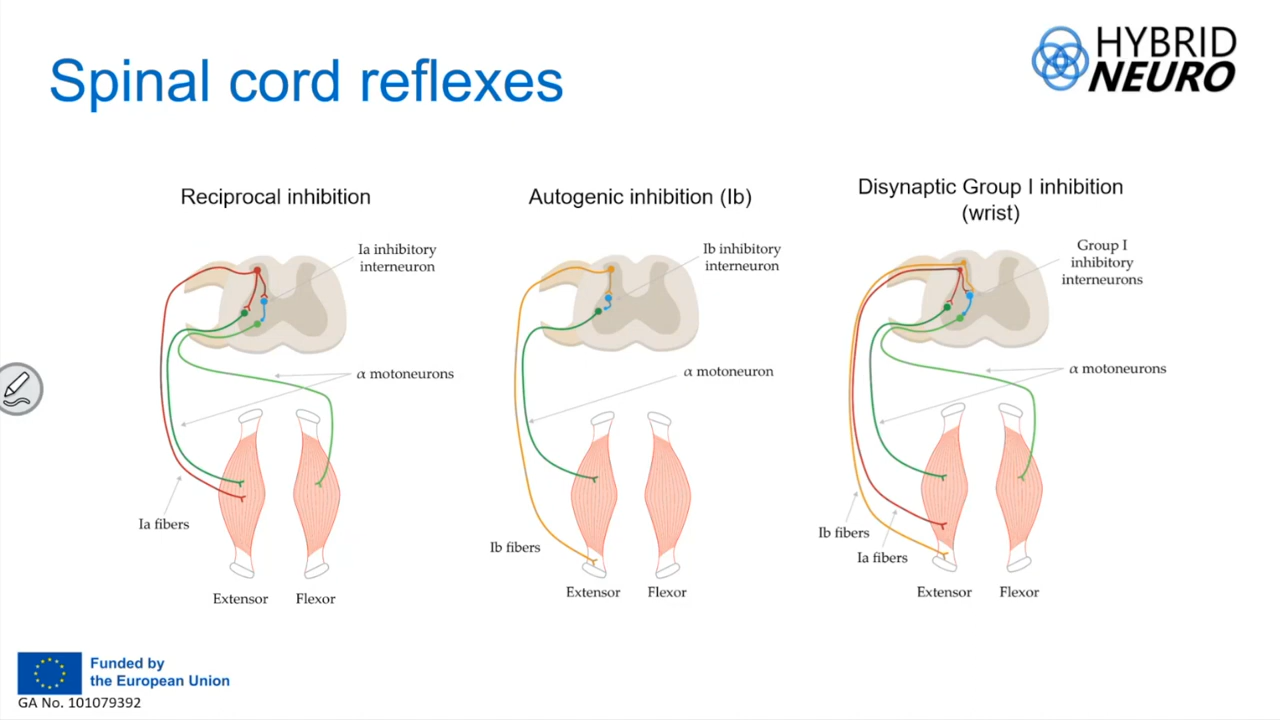 Spinal cord reflexes
HYBRID
NEURO
Reciprocal inhibition
Ia inhibitory
interneuron
α motoneurons
Ia fibers
Extensor
Flexor
Autogenic inhibition (Ib)
Ib inhibitory
interneuron
α motoneuron
Ib fibers
Extensor
Flexor
Disynaptic Group I inhibition
(wrist)
Group I
inhibitory
interneurons
α motoneurons
Ib fibers
Ia fibers
Extensor
Flexor
Funded by
the European Union
GA No. 101079392